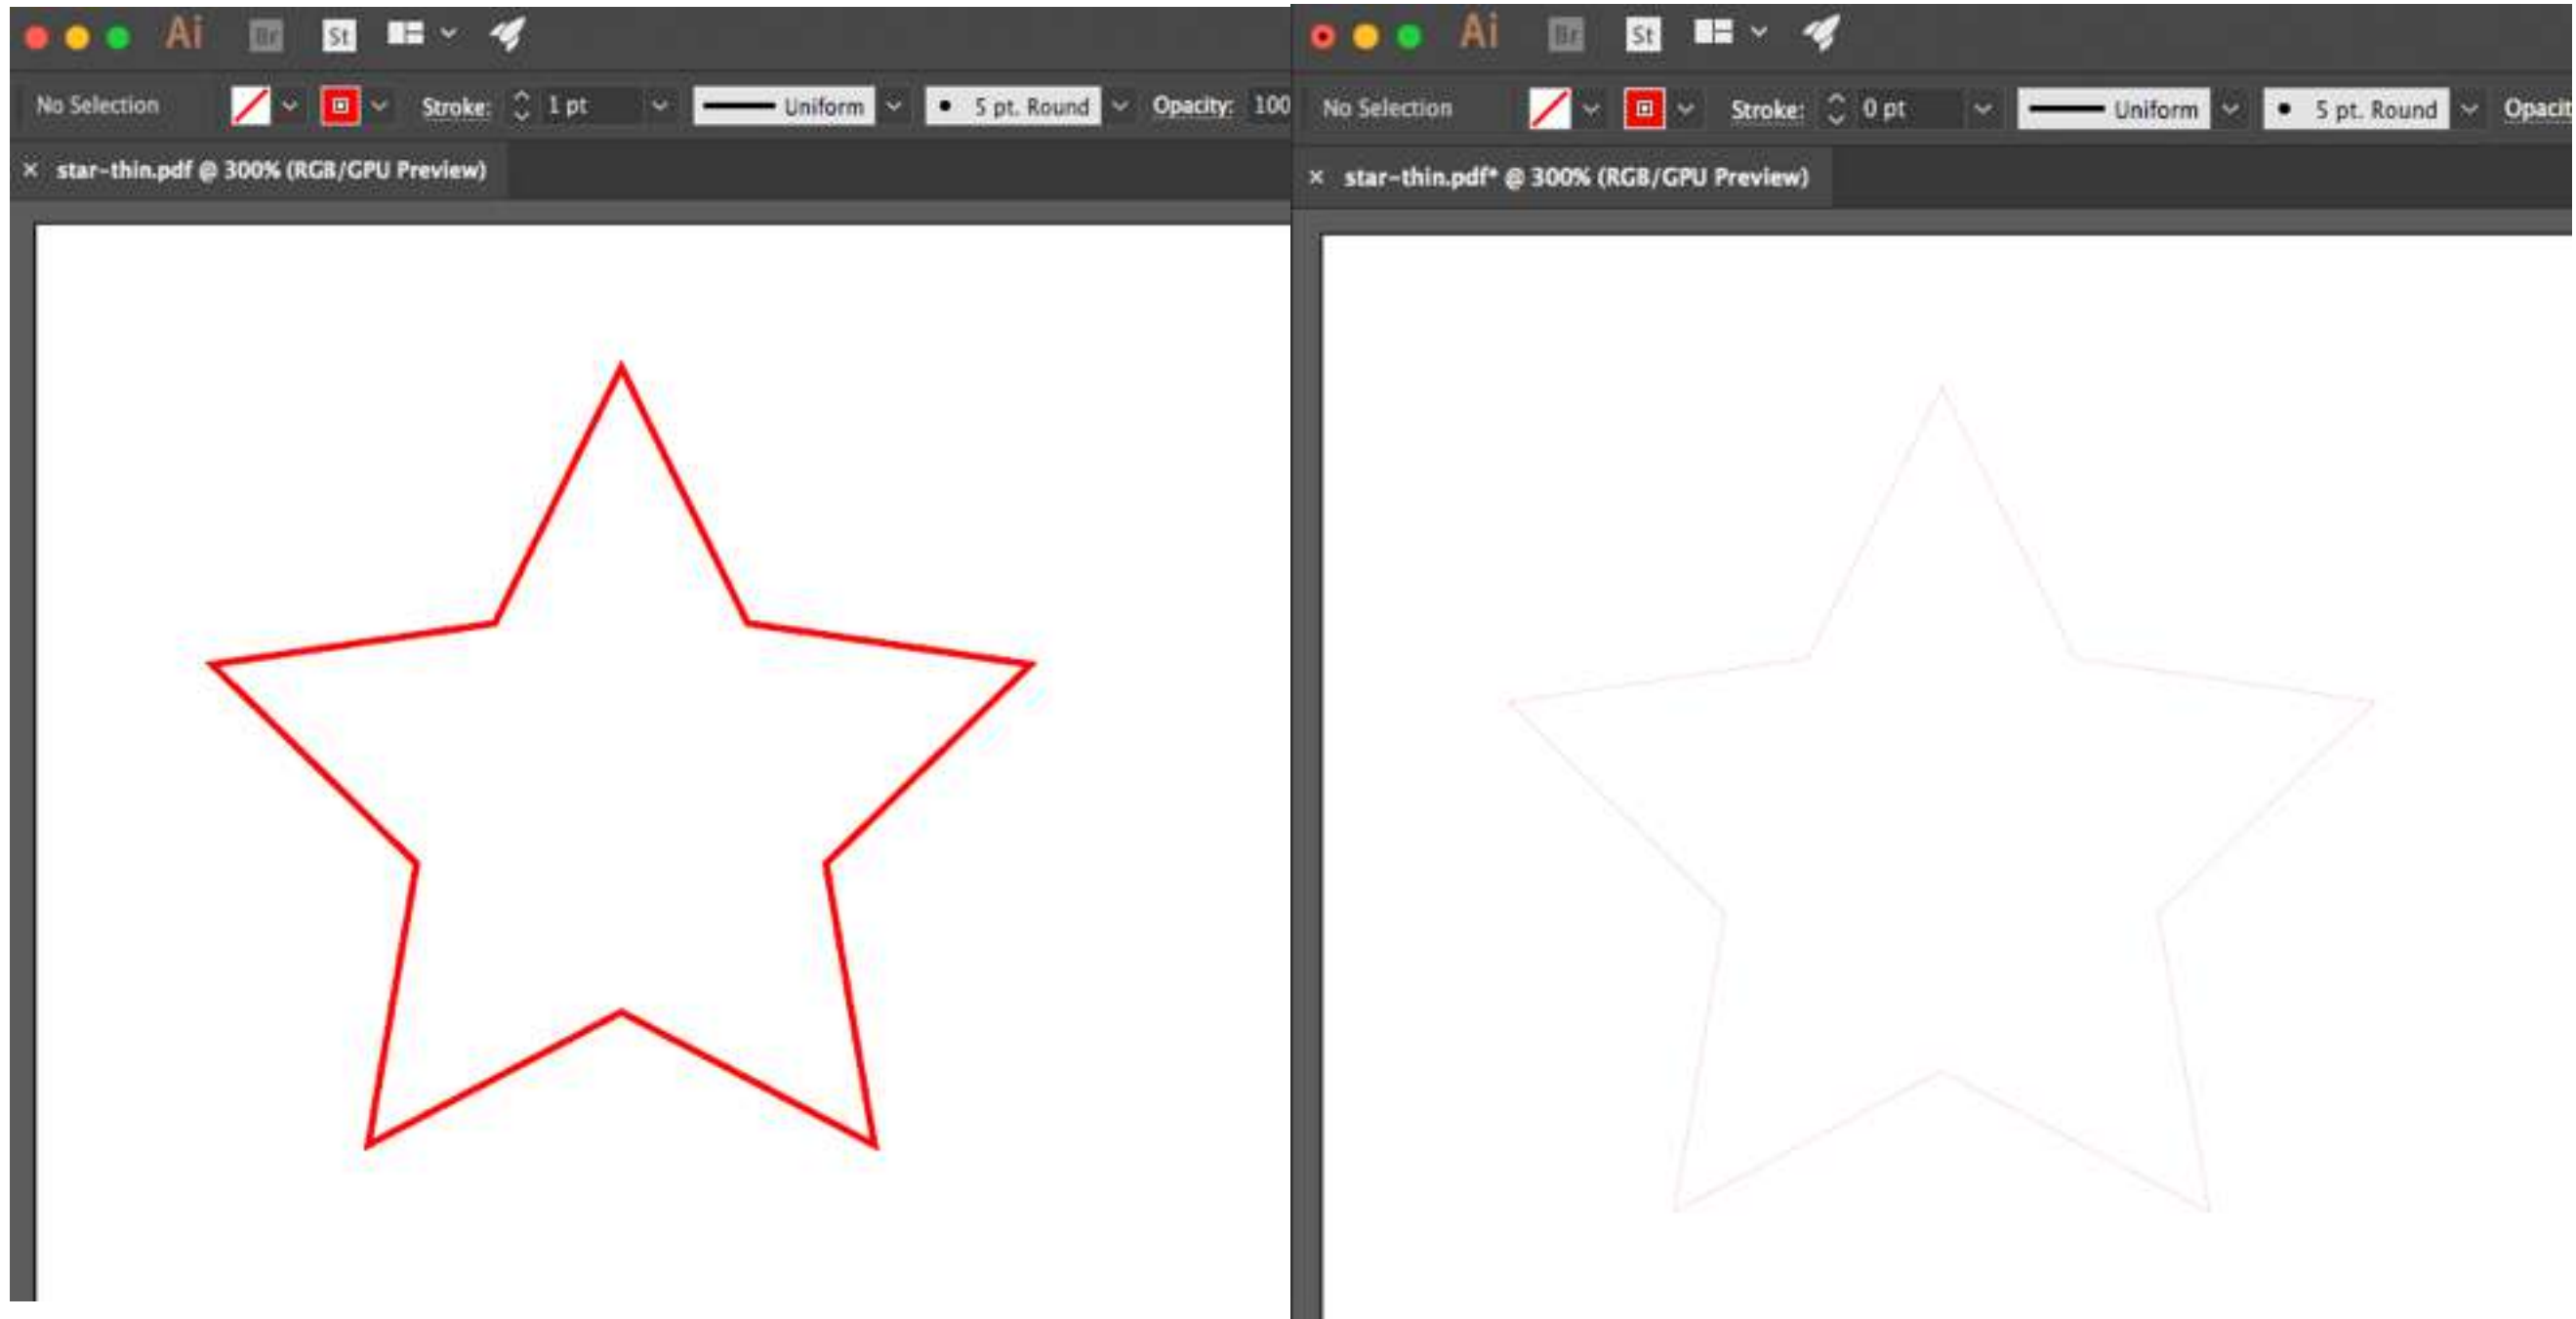 Ai Br St
No Selection Stroke: 1 pt Uniform 5 pt. Round Opacity: 100
star-thin.pdf @ 300% (RGB/GPU Preview)
Ai Br St
No Selection Stroke: 0 pt Uniform 5 pt. Round Opacit
star-thin.pdf* @ 300% (RGB/GPU Preview)